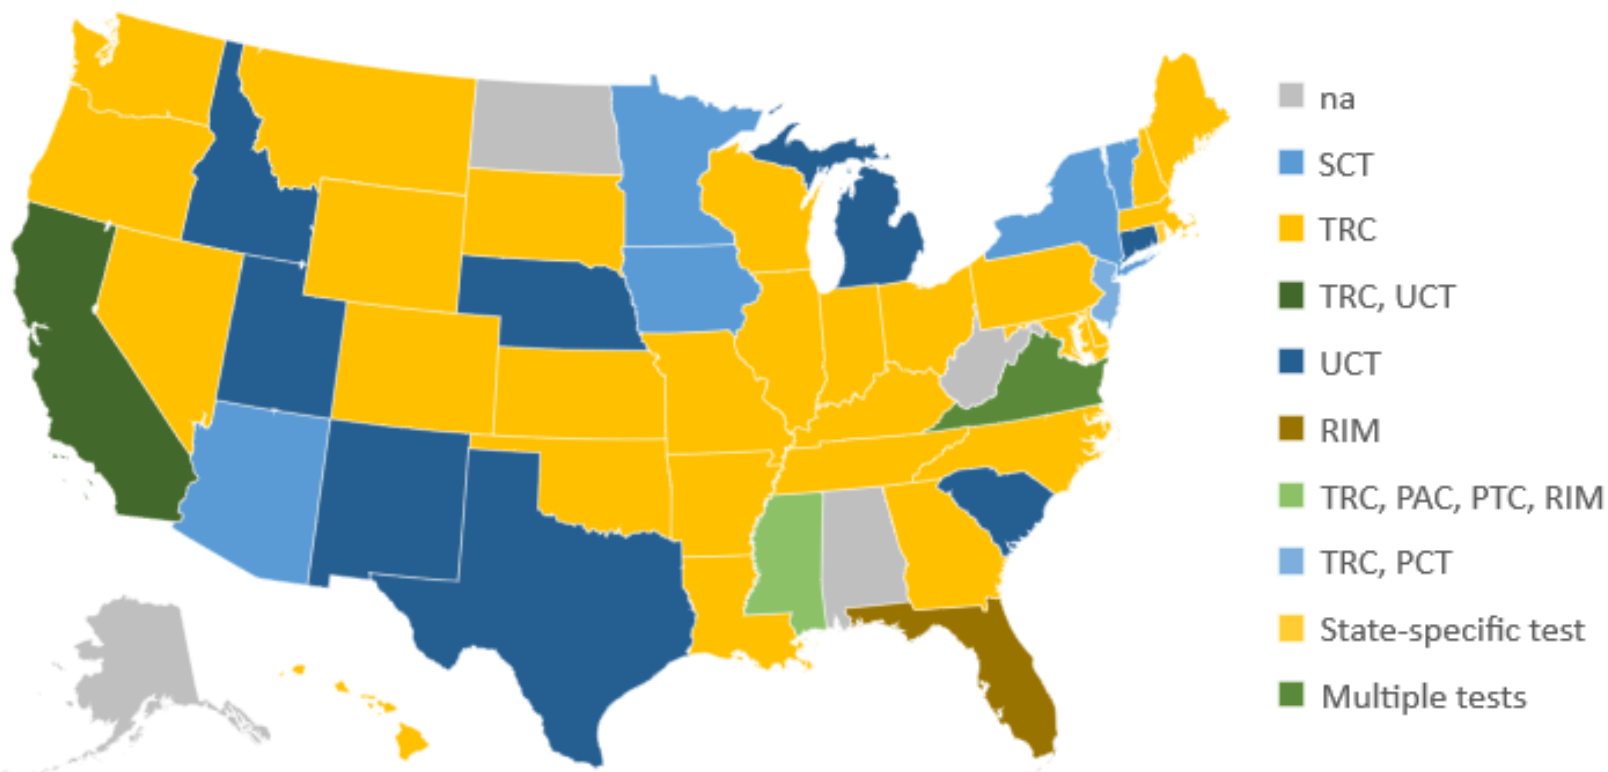 na
SCT
TRC
TRC, UCT
UCT
RIM
TRC, PAC, PTC, RIM
TRC, PCT
State-specific test
Multiple tests